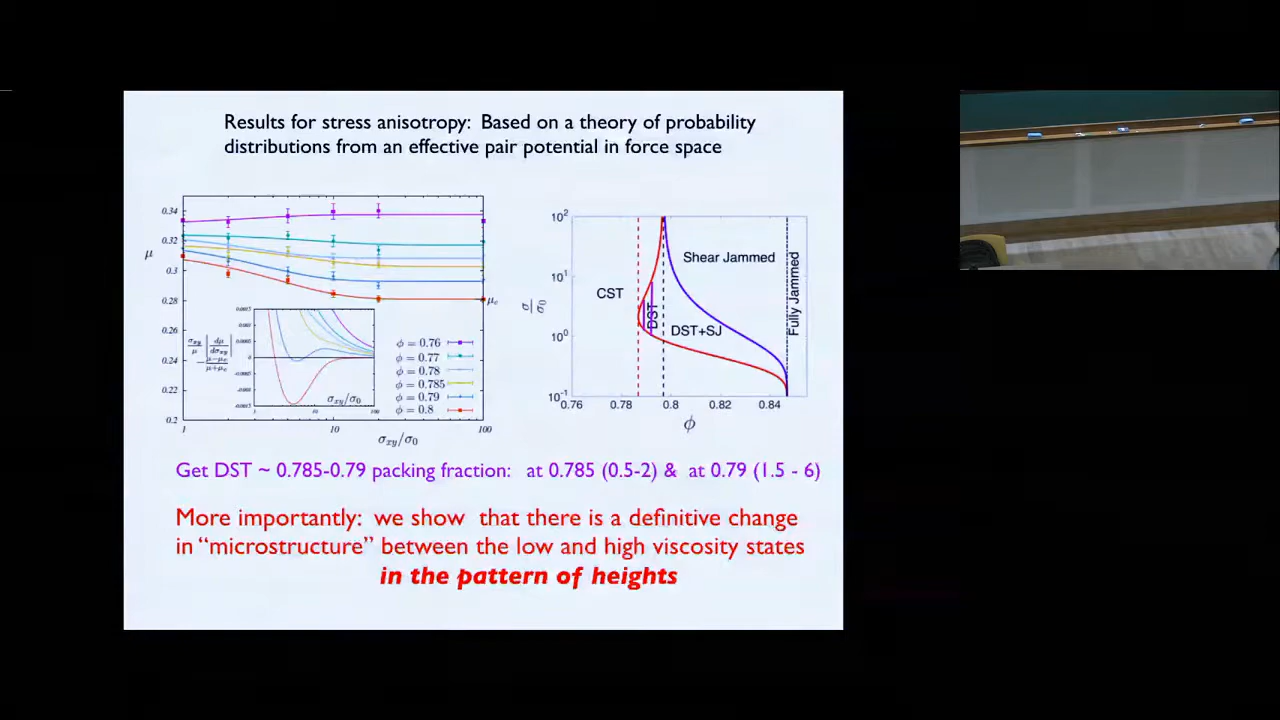 Results for stress anisotropy: Based on a theory of probability
distributions from an effective pair potential in force space
0.34
0.32
0.3
0.28
0.26
0.24
0.22
0.2
μ
1
10
100
σxy/σ0
μc
ϕ = 0.76
ϕ = 0.77
ϕ = 0.78
ϕ = 0.785
ϕ = 0.79
ϕ = 0.8
0
σxy/σ0
10²
10¹
10⁰
10⁻¹
σ/σ0
0.76
0.78
0.8
0.82
0.84
ϕ
CST
DST
DST+SJ
Shear Jammed
Fully Jammed
Get DST ~ 0.785-0.79 packing fraction: at 0.785 (0.5-2) & at 0.79 (1.5 - 6)
More importantly: we show that there is a definitive change
in “microstructure” between the low and high viscosity states
in the pattern of heights